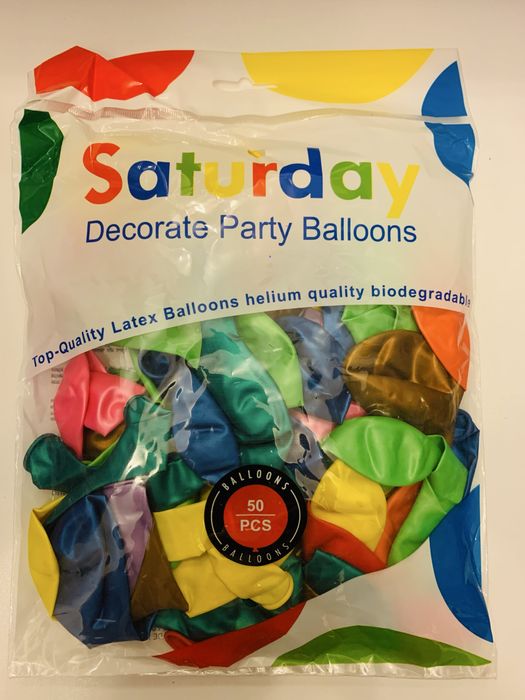 Saturday
Decorate Party Balloons
Top-Quality Latex Balloons helium quality biodegradable
BALLOONS
50
PCS
BALLOONS